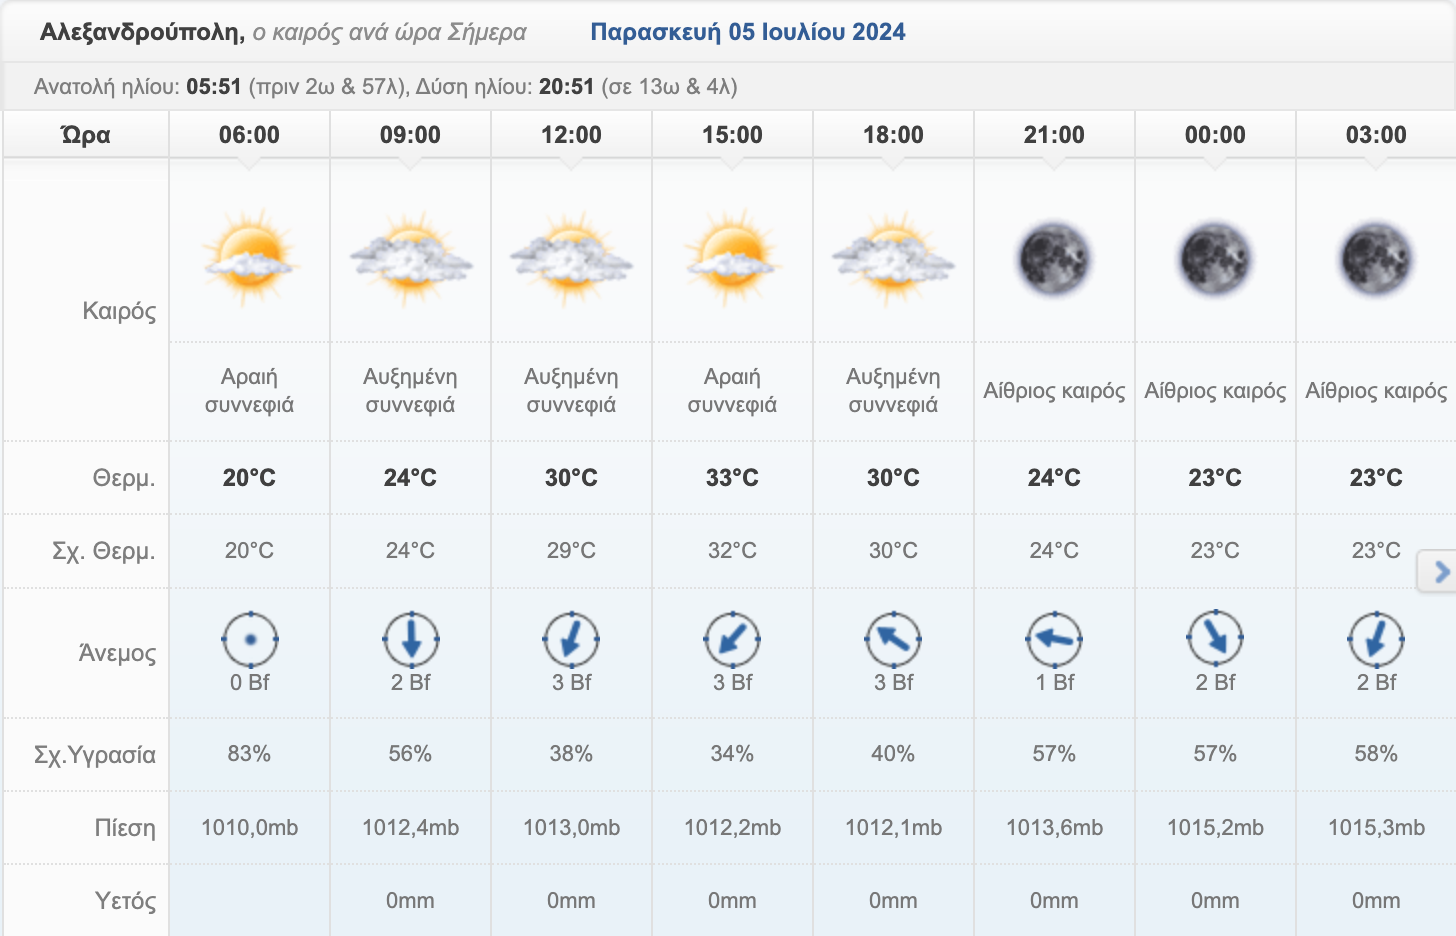 Αλεξανδρούπολη, ο καιρός ανά ώρα Σήμερα Παρασκευή 05 Ιουλίου 2024
Ανατολή ηλίου: 05:51 (πριν 2ω & 57λ), Δύση ηλίου: 20:51 (σε 13ω & 4λ)
Ώρα 06:00 09:00 12:00 15:00 18:00 21:00 00:00 03:00
Καιρός
Αραιή συννεφιά Αυξημένη συννεφιά Αυξημένη συννεφιά Αραιή συννεφιά Αυξημένη συννεφιά Αίθριος καιρός Αίθριος καιρός Αίθριος καιρός
Θερμ. 20°C 24°C 30°C 33°C 30°C 24°C 23°C 23°C
Σχ. Θερμ. 20°C 24°C 29°C 32°C 30°C 24°C 23°C 23°C
Άνεμος 0 Bf 2 Bf 3 Bf 3 Bf 3 Bf 1 Bf 2 Bf 2 Bf
Σχ.Υγρασία 83% 56% 38% 34% 40% 57% 57% 58%
Πίεση 1010,0mb 1012,4mb 1013,0mb 1012,2mb 1012,1mb 1013,6mb 1015,2mb 1015,3mb
Υετός 0mm 0mm 0mm 0mm 0mm 0mm 0mm